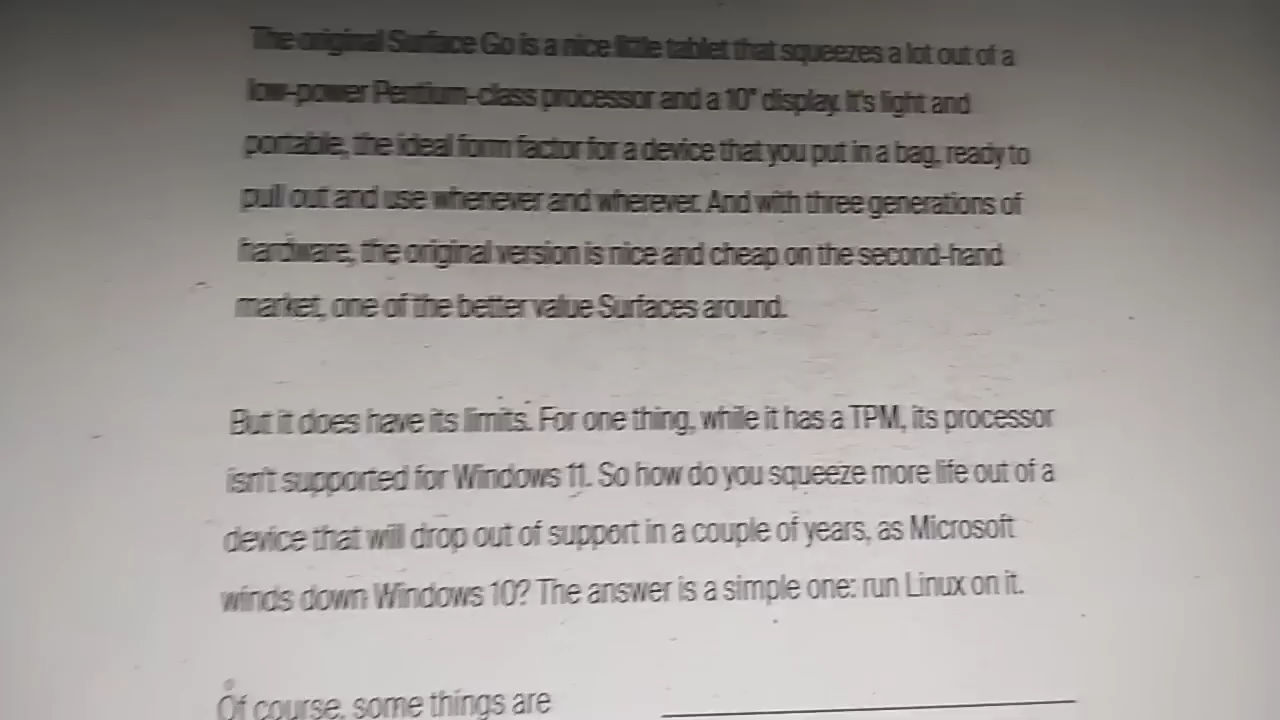 The original Surface Go is a nice little tablet that squeezes a lot out of a
low-power Pentium-class processor and a 10" display. It's light and
portable, the ideal form factor for a device that you put in a bag, ready to
pull out and use whenever and wherever. And with three generations of
hardware, the original version is nice and cheap on the second-hand
market, one of the better value Surfaces around.
But it does have its limits. For one thing, while it has a TPM, its processor
isn't supported for Windows 11. So how do you squeeze more life out of a
device that will drop out of support in a couple of years, as Microsoft
winds down Windows 10? The answer is a simple one: run Linux on it.
Of course, some things are